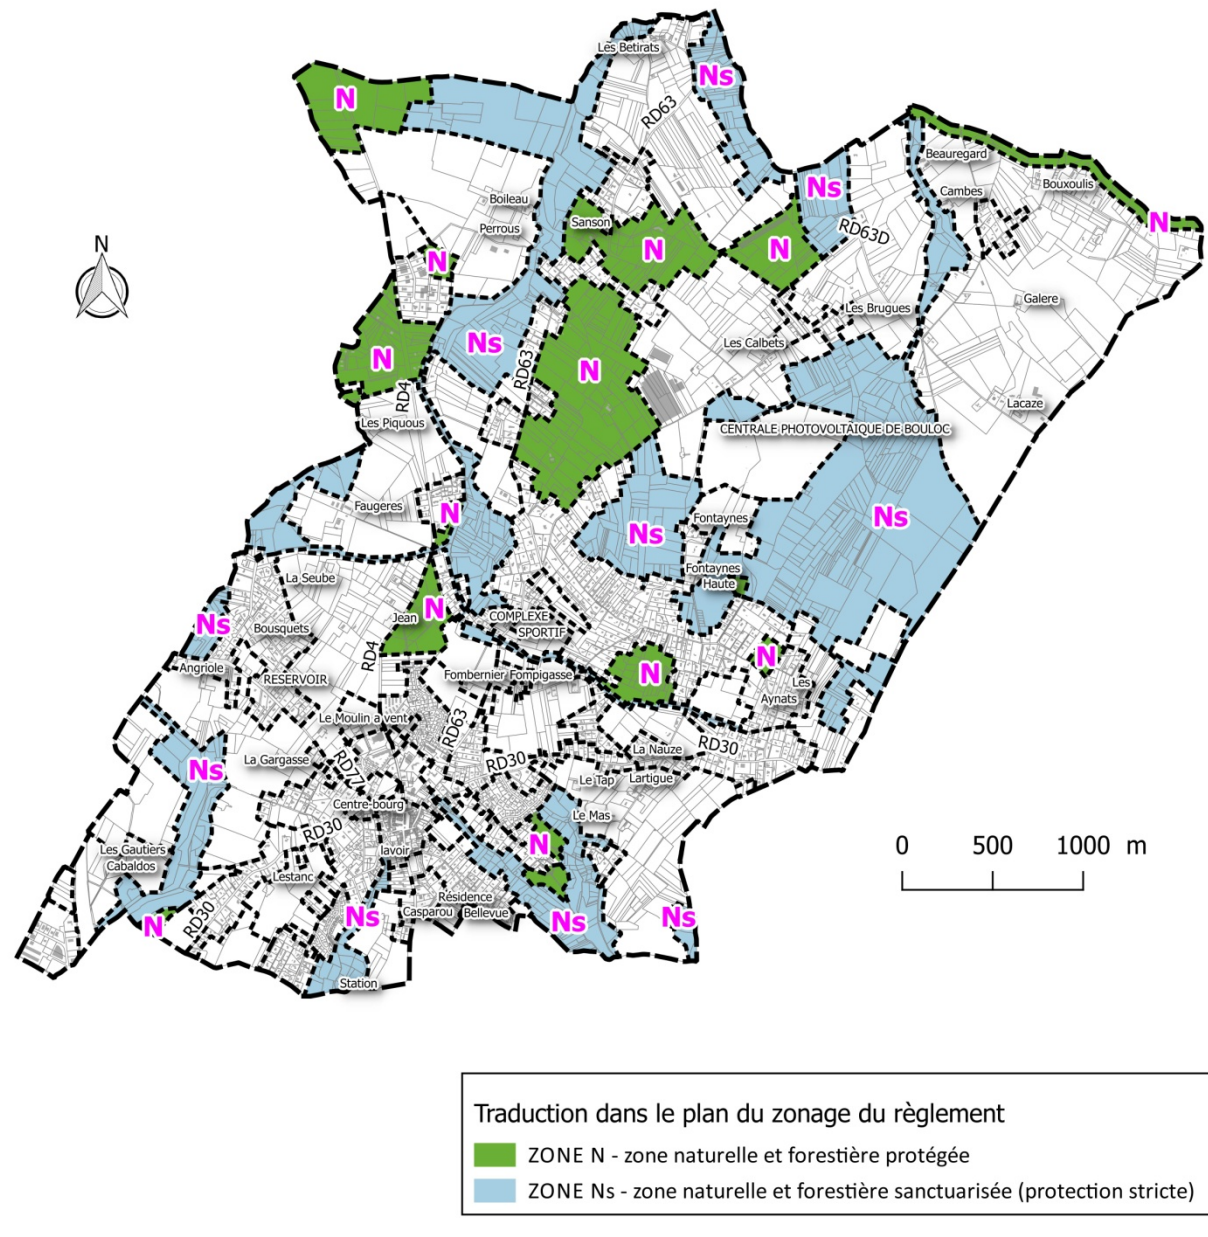 Les Betirats
Ns
N
RD63
Beauregard
Ns
Cambes
Bouxoulis
Boileau
Sanson
N
Perrous
RD63D
N
N
N
N
Galere
Les Brugues
Ns
Les Calbets
N
RD63
N
RD4
Lacaze
Les Piquous
CENTRALE PHOTOVOLTAIQUE DE BOULOC
Faugeres
N
Fontaynes
Ns
Ns
Fontaynes
Haute
La Seube
Jean
N
COMPLEXE
SPORTIF
Ns
Bousquets
RD4
N
Angriole
RESERVOIR
Fombernier
Fompigasse
N
Les
Aynats
Le Moulin a vent
RD63
RD30
La Nauze
La Gargasse
RD77
RD30
Ns
Le Tap
Lartigue
Centre-bourg
Le Mas
RD30
N
lavoir
Les Gautiers
Cabaldos
Lestanc
Résidence
Bellevue
Casparou
N
RD30
Ns
Ns
Ns
Station
N
0 500 1000 m
Traduction dans le plan du zonage du règlement
ZONE N - zone naturelle et forestière protégée
ZONE Ns - zone naturelle et forestière sanctuarisée (protection stricte)